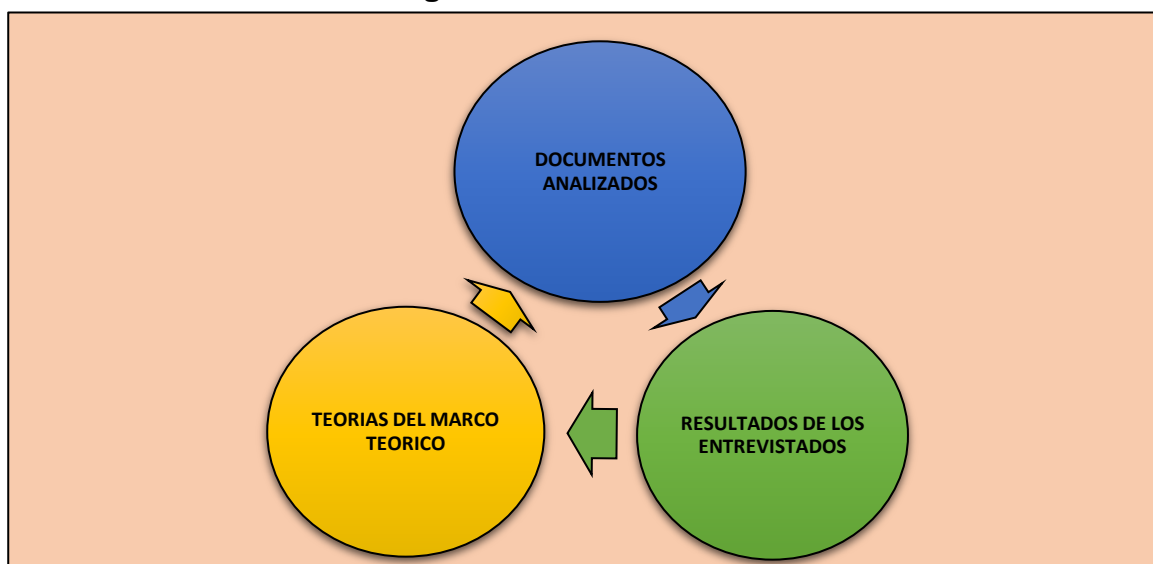 DOCUMENTOS
ANALIZADOS
TEORIAS DEL MARCO
TEORICO
RESULTADOS DE LOS
ENTREVISTADOS